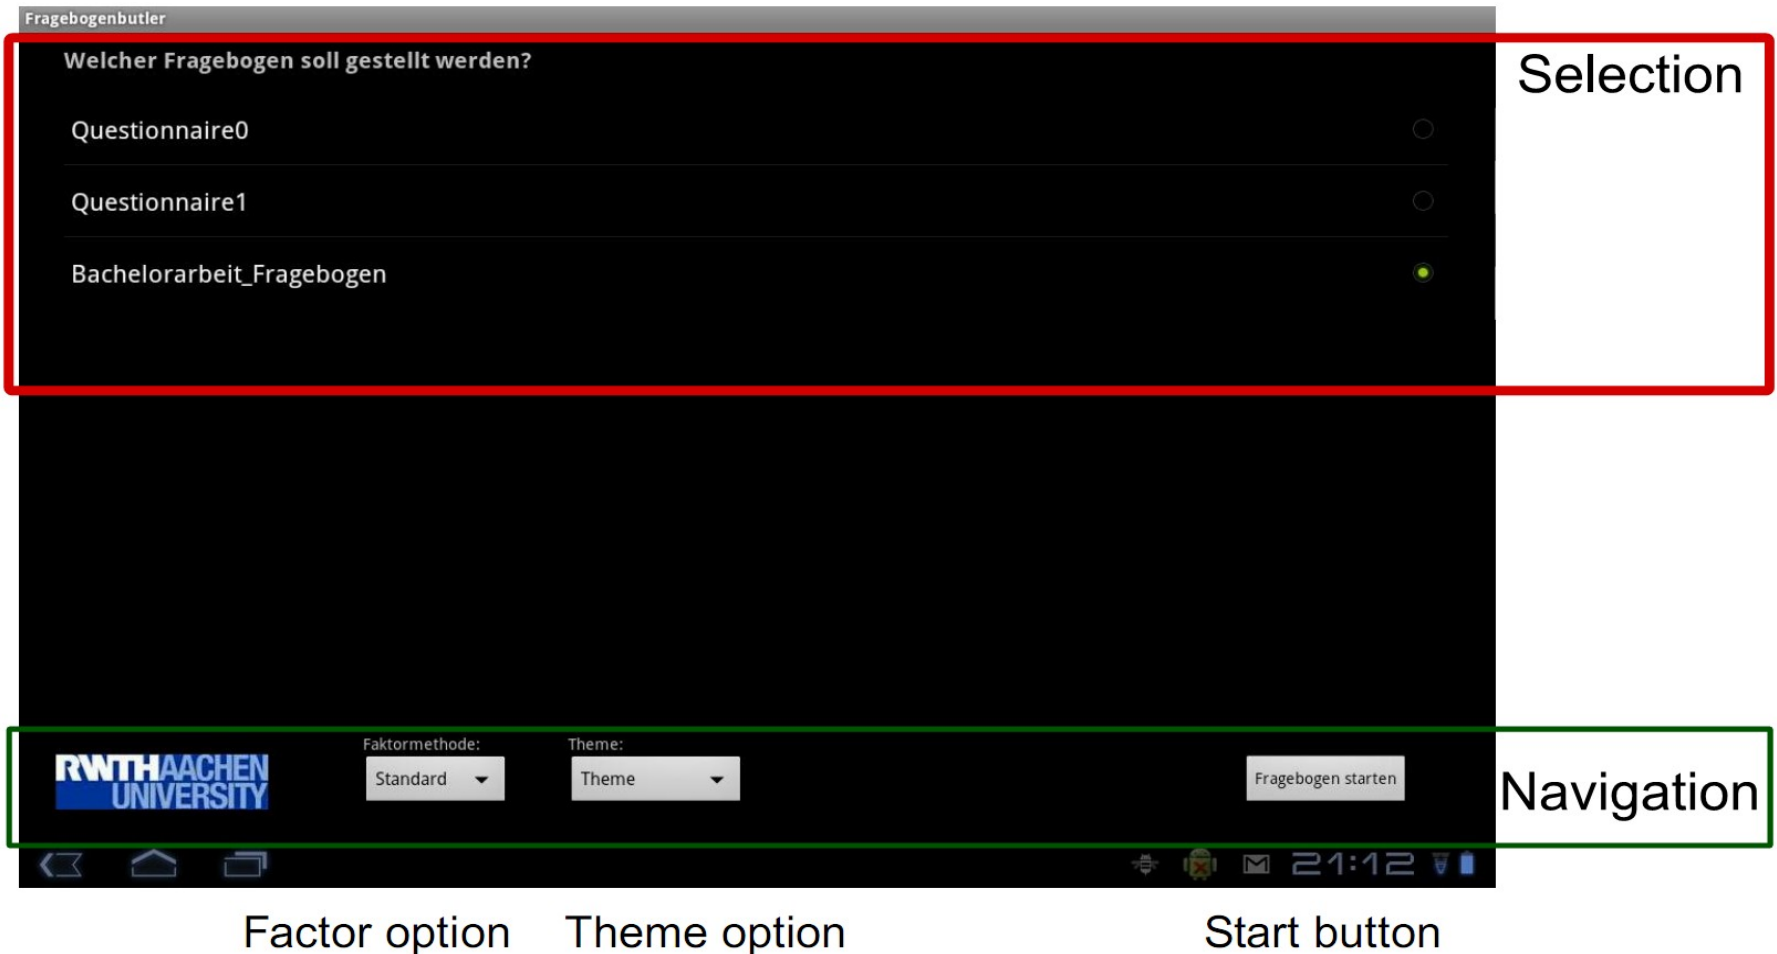 Fragebogenbutler
Welcher Fragebogen soll gestellt werden?
Selection
Questionnaire0
Questionnaire1
Bachelorarbeit_Fragebogen
RWTHAACHEN
UNIVERSITY
Faktormethode:
Standard
Theme:
Theme
Fragebogen starten
Navigation
21:12
Factor option
Theme option
Start button